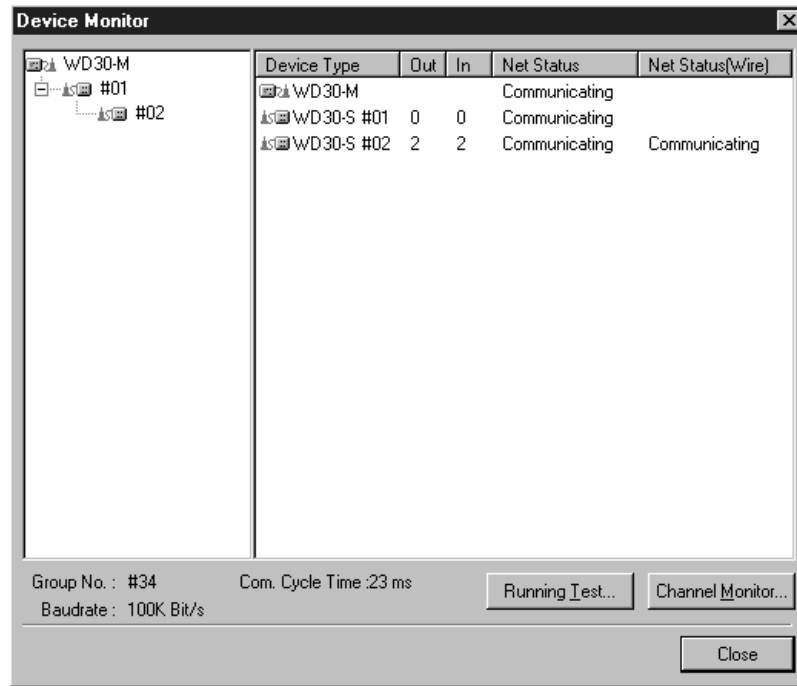 Device Monitor
WD30-M
#01
#02
Device Type Out In Net Status Net Status(Wire)
WD30-M Communicating
WD30-S #01 0 0 Communicating
WD30-S #02 2 2 Communicating Communicating
Group No. : #34 Com. Cycle Time :23 ms Running Test... Channel Monitor...
Baudrate : 100K Bit/s
Close